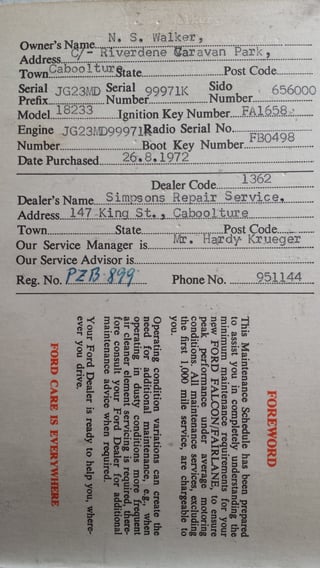 Owner's Name N. S. Walker,
Address C/- Riverdene Caravan Park,
Town Caboolture State Post Code
Serial Prefix JG23MD Serial Number 99971K Sido Number 656000
Model 18233 Ignition Key Number FA1658
Engine Number JG23MD99971K Radio Serial No.
Boot Key Number FB0498
Date Purchased 26.8.1972
Dealer Code 1362
Dealer's Name Simpsons Repair Service,
Address 147 King St., Caboolture
Town State Post Code
Our Service Manager is Mr. Hardy Krueger
Our Service Advisor is
Reg. No. PZB·899 Phone No. 951144
FOREWORD
This Maintenance Schedule has been prepared
to assist you in completely understanding the
minimum maintenance requirements for your
new FORD FALCON/FAIRLANE, to ensure
peak performance under average motoring
conditions. All maintenance services, excluding
the first 1,000 mile service, are chargeable to
you.
Operating condition variations can create the
need for additional maintenance, e.g., when
operating in dusty conditions more frequent
air cleaner element servicing is required, there-
fore consult your Ford Dealer for additional
maintenance advice when required.
Your Ford Dealer is ready to help you, where-
ever you drive.
FORD CARE IS EVERYWHERE